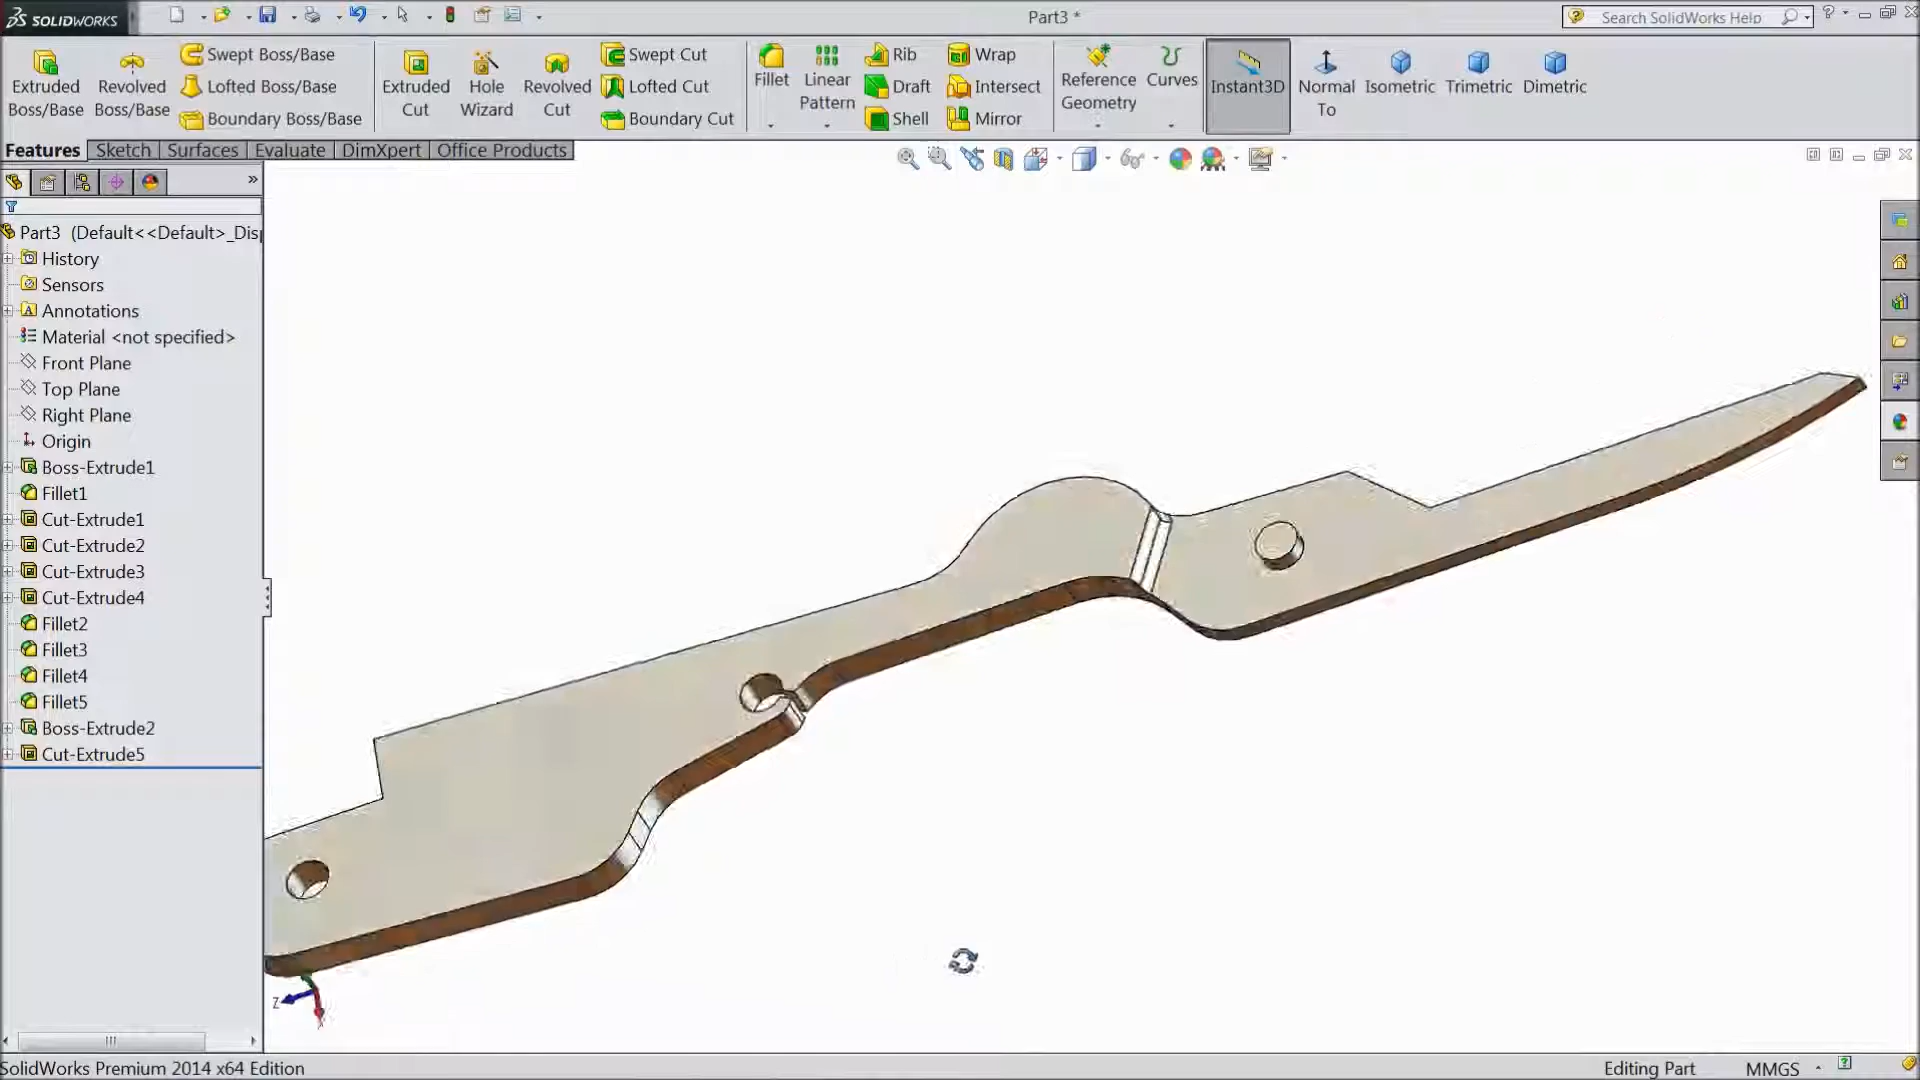 SOLIDWORKS
Part3 *
Search SolidWorks Help
Extruded Boss/Base
Revolved Boss/Base
Swept Boss/Base
Lofted Boss/Base
Boundary Boss/Base
Extruded Cut
Hole Wizard
Revolved Cut
Swept Cut
Lofted Cut
Boundary Cut
Fillet
Linear Pattern
Rib
Draft
Shell
Wrap
Intersect
Mirror
Reference Geometry
Curves
Instant3D
Normal To
Isometric
Trimetric
Dimetric
Features
Sketch
Surfaces
Evaluate
DimXpert
Office Products
Part3 (Default<<Default>_Disp
History
Sensors
Annotations
Material <not specified>
Front Plane
Top Plane
Right Plane
Origin
Boss-Extrude1
Fillet1
Cut-Extrude1
Cut-Extrude2
Cut-Extrude3
Cut-Extrude4
Fillet2
Fillet3
Fillet4
Fillet5
Boss-Extrude2
Cut-Extrude5
Z
SolidWorks Premium 2014 x64 Edition
Editing Part
MMGS